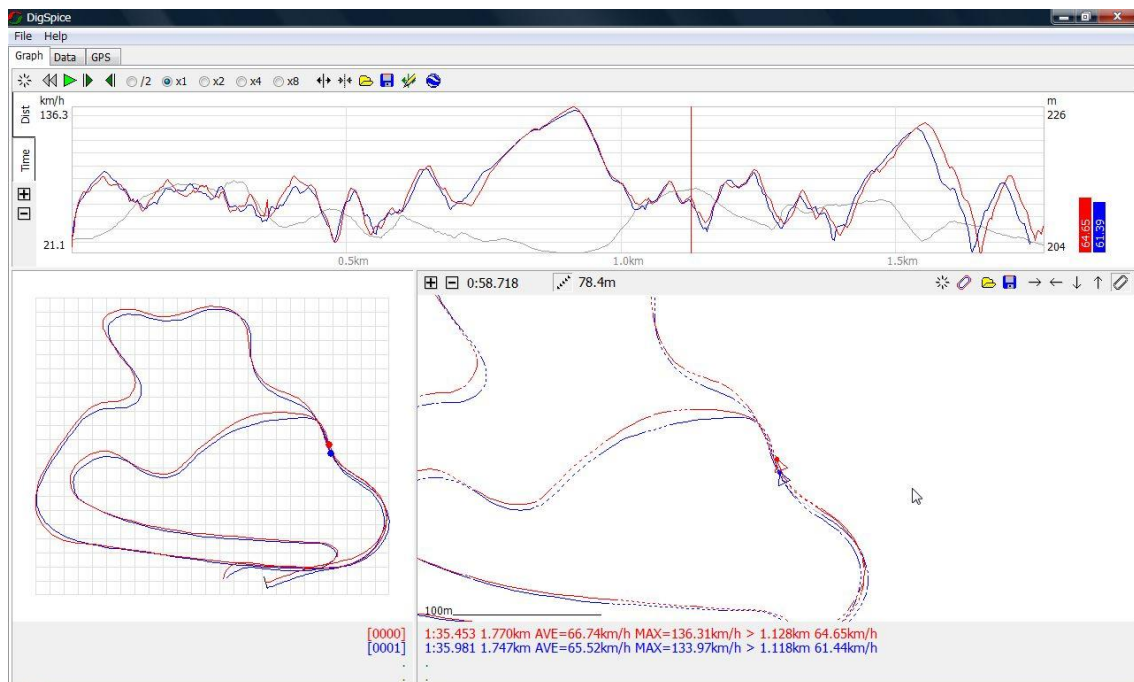 DigSpice
File Help
Graph Data GPS
/2 x1 x2 x4 x8
Dist
Time
km/h
136.3
21.1
m
226
204
0.5km 1.0km 1.5km
64.65
61.39
0:58.718 78.4m
100m
[0000] 1:35.453 1.770km AVE=66.74km/h MAX=136.31km/h > 1.128km 64.65km/h
[0001] 1:35.981 1.747km AVE=65.52km/h MAX=133.97km/h > 1.118km 61.44km/h